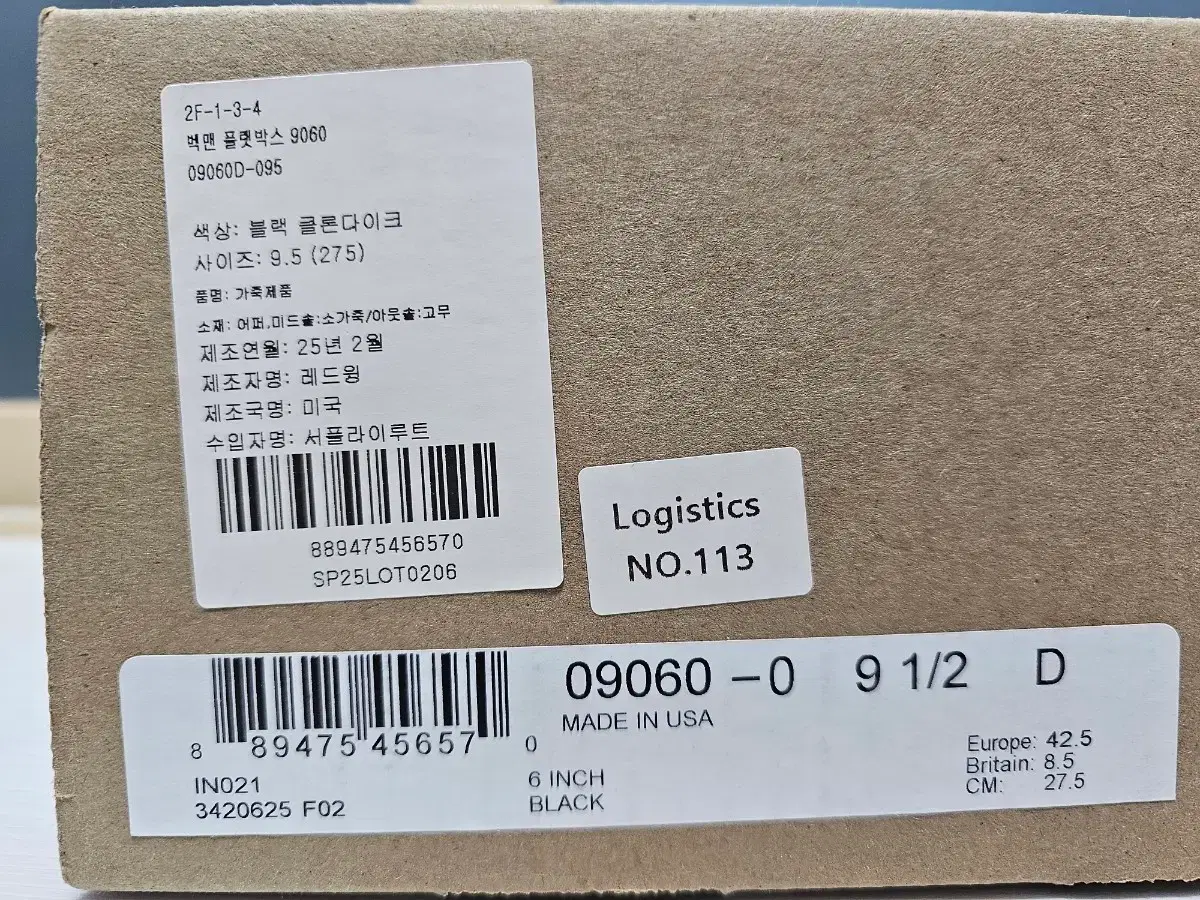 2F-1-3-4
벅맨 플랫박스 9060
09060D-095
색상: 블랙 클론다이크
사이즈: 9.5 (275)
품명: 가죽제품
소재: 어퍼,미드솔:소가죽/아웃솔:고무
제조연월: 25년 2월
제조자명: 레드윙
제조국명: 미국
수입자명: 서플라이루트
889475456570
SP25LOT0206
Logistics
NO.113
8 89475 45657 0
IN021
3420625 F02
09060 -0 9 1/2 D
MADE IN USA
6 INCH
BLACK
Europe: 42.5
Britain: 8.5
CM: 27.5